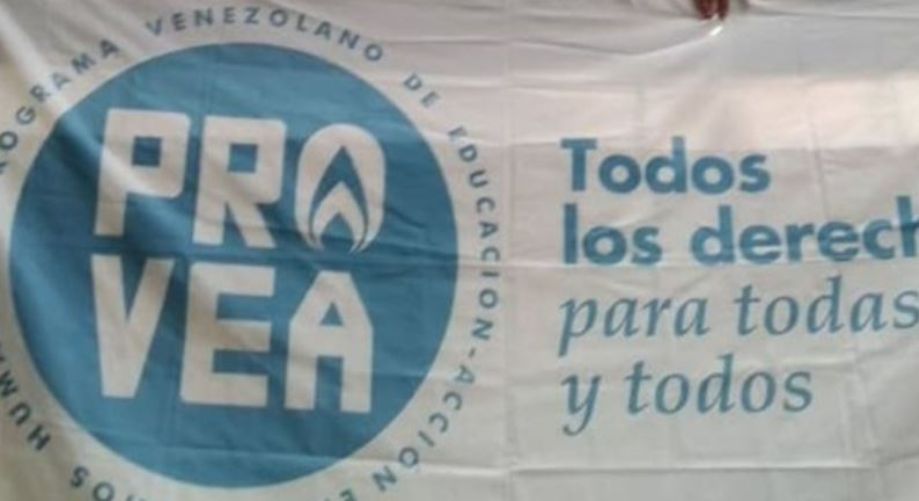 PROGRAMA VENEZOLANO DE EDUCACION-ACCION
PRO
VEA
Todos
los derech
para todas
y todos